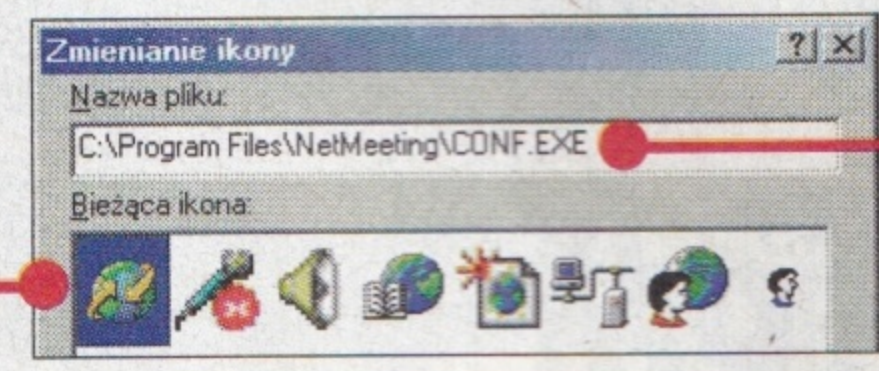 Zmienianie ikony
Nazwa pliku:
C:\Program Files\NetMeeting\CONF.EXE
Bieżąca ikona: